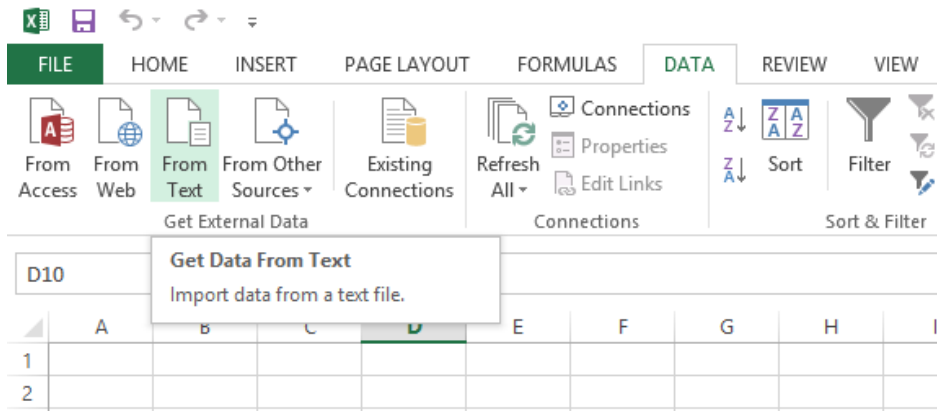 FILE HOME INSERT PAGE LAYOUT FORMULAS DATA REVIEW VIEW
From Access
From Web
From Text
From Other Sources
Existing Connections
Get External Data
Refresh All
Connections
Properties
Edit Links
Connections
A Z
Z A
Z A A Z
Sort
Filter
Sort & Filter
D10
Get Data From Text
Import data from a text file.
A B C D E F G H I
1
2